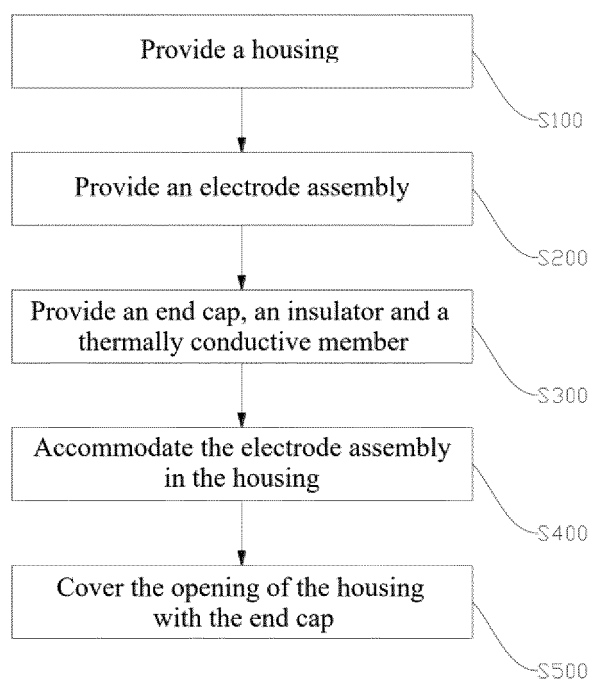 Provide a housing
S100
Provide an electrode assembly
S200
Provide an end cap, an insulator and a
thermally conductive member
S300
Accommodate the electrode assembly
in the housing
S400
Cover the opening of the housing
with the end cap
S500